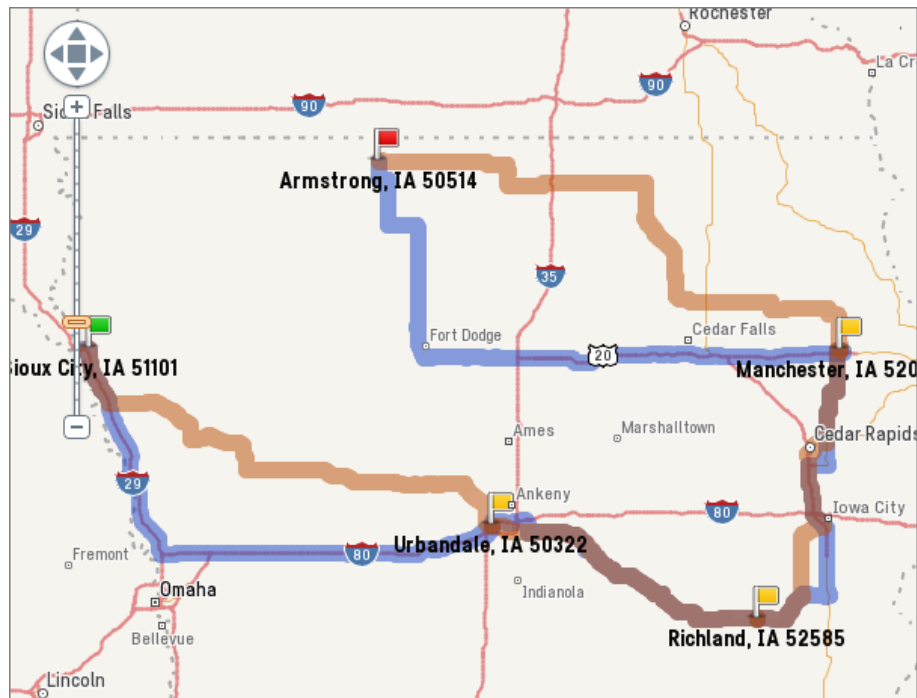 Rochester
La Cr
90
90
Sioux Falls
Armstrong, IA 50514
29
35
Fort Dodge
Cedar Falls
20
Sioux City, IA 51101
Manchester, IA 520
Ames
Marshalltown
Cedar Rapids
29
Ankeny
80
Iowa City
Urbandale, IA 50322
80
Fremont
Omaha
Indianola
Bellevue
Richland, IA 52585
Lincoln